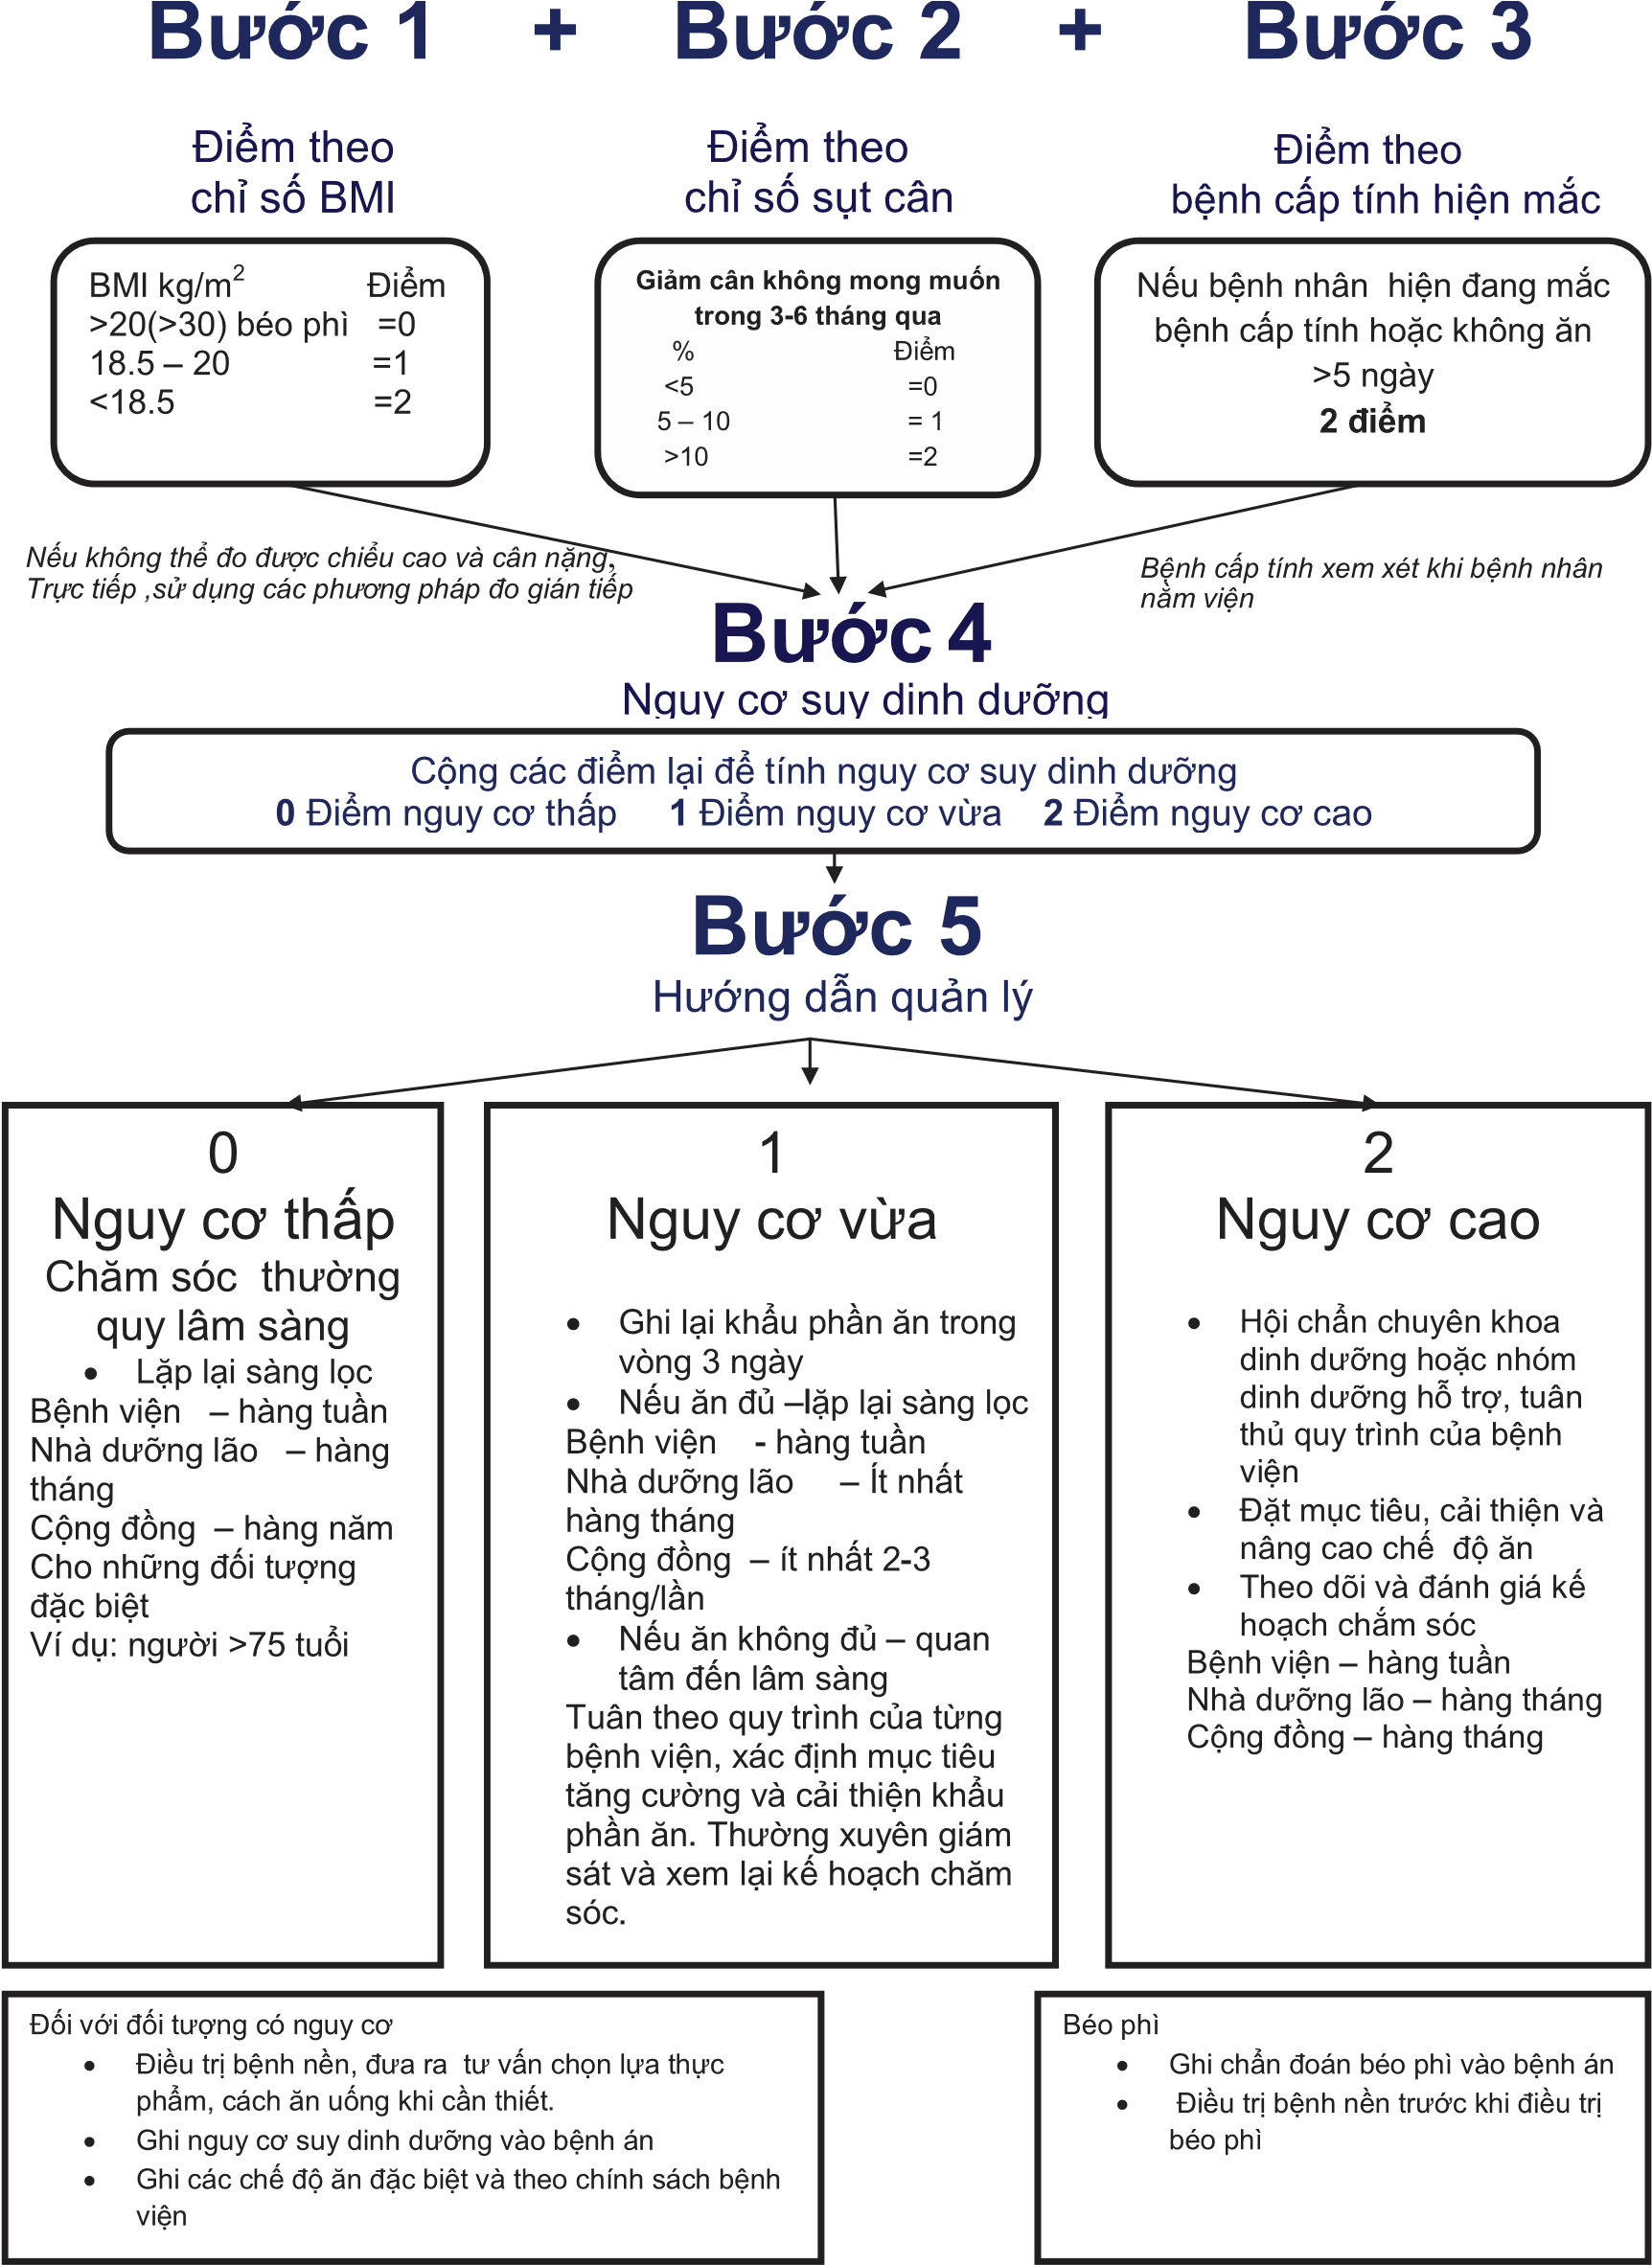 Bước 1 + Bước 2 + Bước 3
Điểm theo
chỉ số BMI
Điểm theo
chỉ số sụt cân
Điểm theo
bệnh cấp tính hiện mắc
BMI kg/m² Điểm
>20(>30) béo phì =0
18.5 – 20 =1
<18.5 =2
Giảm cân không mong muốn
trong 3-6 tháng qua
% Điểm
<5 =0
5 – 10 = 1
>10 =2
Nếu bệnh nhân hiện đang mắc
bệnh cấp tính hoặc không ăn
>5 ngày
2 điểm
Nếu không thể đo được chiểu cao và cân nặng,
Trực tiếp ,sử dụng các phương pháp đo gián tiếp
Bệnh cấp tính xem xét khi bệnh nhân
nằm viện
Bước 4
Nguy cơ suy dinh dưỡng
Cộng các điểm lại để tính nguy cơ suy dinh dưỡng
0 Điểm nguy cơ thấp 1 Điểm nguy cơ vừa 2 Điểm nguy cơ cao
Bước 5
Hướng dẫn quản lý
0
Nguy cơ thấp
Chăm sóc thường
quy lâm sàng
• Lặp lại sàng lọc
Bệnh viện – hàng tuần
Nhà dưỡng lão – hàng
tháng
Cộng đồng – hàng năm
Cho những đối tượng
đặc biệt
Ví dụ: người >75 tuổi
1
Nguy cơ vừa
• Ghi lại khẩu phần ăn trong
vòng 3 ngày
• Nếu ăn đủ –lặp lại sàng lọc
Bệnh viện - hàng tuần
Nhà dưỡng lão – Ít nhất
hàng tháng
Cộng đồng – ít nhất 2-3
tháng/lần
• Nếu ăn không đủ – quan
tâm đến lâm sàng
Tuân theo quy trình của từng
bệnh viện, xác định mục tiêu
tăng cường và cải thiện khẩu
phần ăn. Thường xuyên giám
sát và xem lại kế hoạch chăm
sóc.
2
Nguy cơ cao
• Hội chẩn chuyên khoa
dinh dưỡng hoặc nhóm
dinh dưỡng hỗ trợ, tuân
thủ quy trình của bệnh
viện
• Đặt mục tiêu, cải thiện và
nâng cao chế độ ăn
• Theo dõi và đánh giá kế
hoạch chắm sóc
Bệnh viện – hàng tuần
Nhà dưỡng lão – hàng tháng
Cộng đồng – hàng tháng
Đối với đối tượng có nguy cơ
• Điều trị bệnh nền, đưa ra tư vấn chọn lựa thực
phẩm, cách ăn uống khi cần thiết.
• Ghi nguy cơ suy dinh dưỡng vào bệnh án
• Ghi các chế độ ăn đặc biệt và theo chính sách bệnh
viện
Béo phì
• Ghi chẩn đoán béo phì vào bệnh án
• Điều trị bệnh nền trước khi điều trị
béo phì